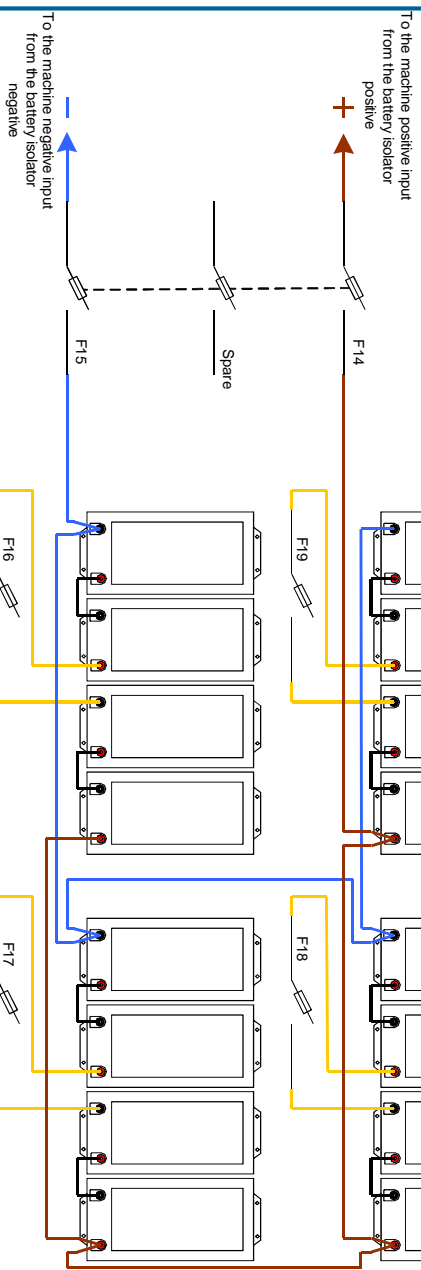 To the machine positive input
from the battery isolator
positive
+
F14
Spare
To the machine negative input
from the battery isolator
negative
-
F15
F19
F16
F18
F17